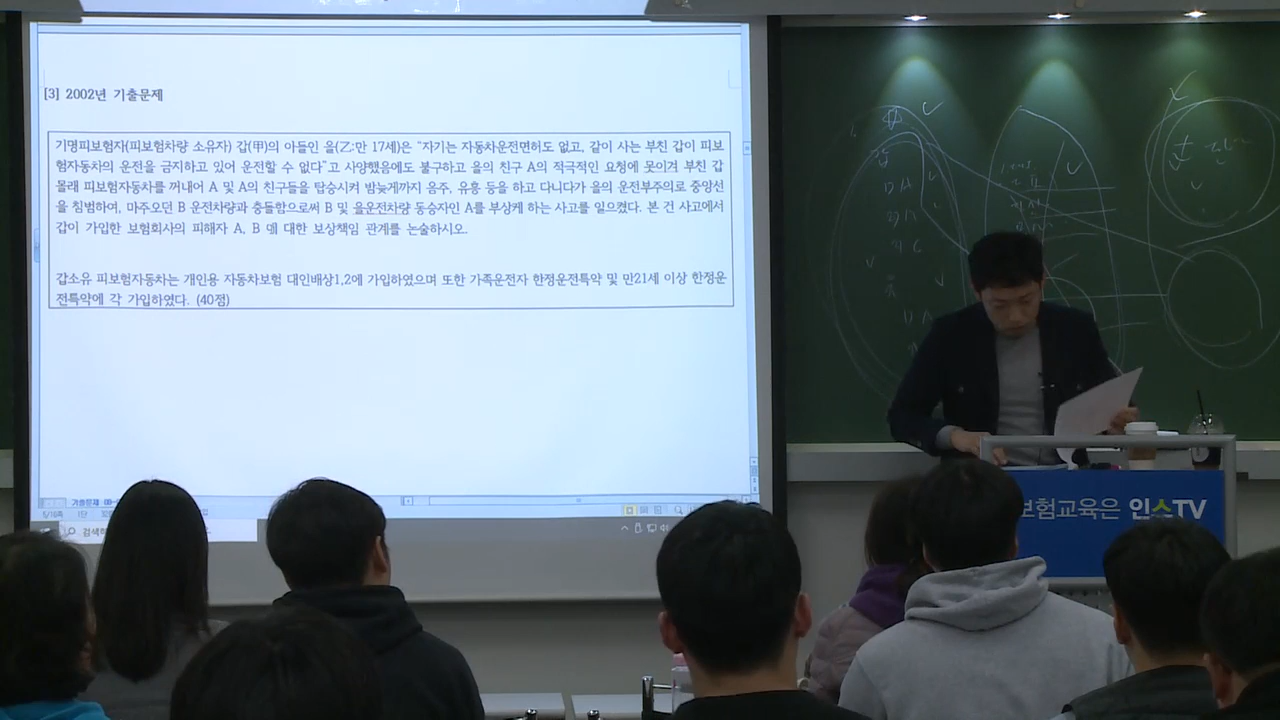 [3] 2002년 기출문제
기명피보험자(피보험차량 소유자) 갑(甲)의 아들인 을(乙:만 17세)은 "자기는 자동차운전면허도 없고, 같이 사는 부친 갑이 피보
험자동차의 운전을 금지하고 있어 운전할 수 없다"고 사양했음에도 불구하고 을의 친구 A의 적극적인 요청에 못이겨 부친 갑
몰래 피보험자동차를 꺼내어 A 및 A의 친구들을 탑승시켜 밤늦게까지 음주, 유흥 등을 하고 다니다가 을의 운전부주의로 중앙선
을 침범하여, 마주오던 B 운전차량과 충돌함으로써 B 및 을운전차량 동승자인 A를 부상케 하는 사고를 일으켰다. 본 건 사고에서
갑이 가입한 보험회사의 피해자 A, B 에 대한 보상책임 관계를 논술하시오.
갑소유 피보험자동차는 개인용 자동차보험 대인배상1,2에 가입하였으며 또한 가족운전자 한정운전특약 및 만21세 이상 한정운
전특약에 각 가입하였다. (40점)
기출문제
1단
검색
보험교육은 인스TV